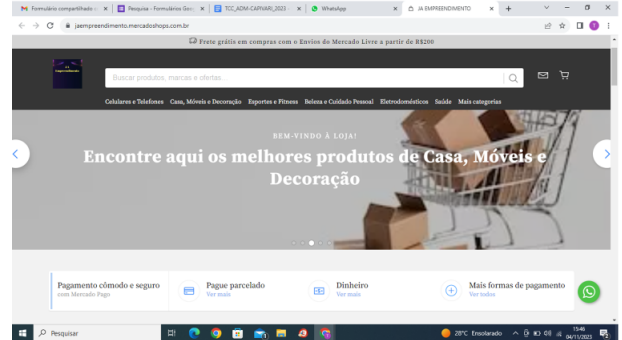 Formulário compartilhado c
Pesquisa - Formulários Goo
TCC_ADM-CAPIVARI_2023 -
WhatsApp
JA EMPREENDIMENTO
jaempreendimento.mercadoshops.com.br
Frete grátis em compras com o Envios do Mercado Livre a partir de R$200
Buscar produtos, marcas e ofertas...
Celulares e Telefones Casa, Móveis e Decoração Esportes e Fitness Beleza e Cuidado Pessoal Eletrodomésticos Saúde Mais categorias
BEM-VINDO À LOJA!
Encontre aqui os melhores produtos de Casa, Móveis e
Decoração
Pagamento cômodo e seguro
com Mercado Pago
Pague parcelado
Ver mais
Dinheiro
Ver mais
Mais formas de pagamento
Ver todos
Pesquisar
28°C Ensolarado
15:46
04/11/2023